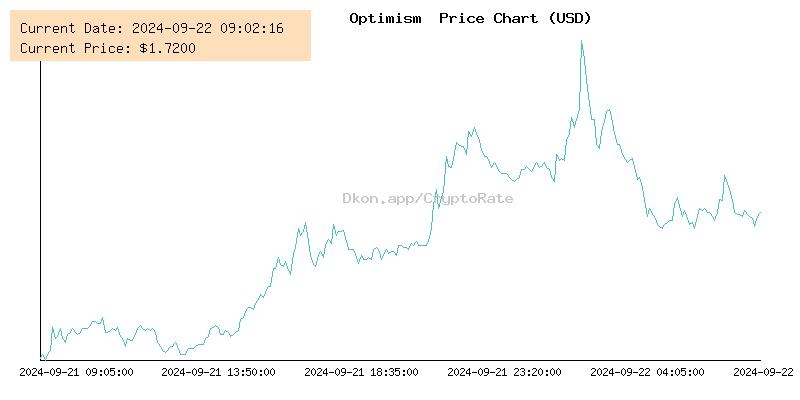 Optimism  Price Chart (USD)
Current Date: 2024-09-22 09:02:16
Current Price: $1.7200
Dkon.app/CryptoRate
2024-09-21 09:05:00 2024-09-21 13:50:00 2024-09-21 18:35:00 2024-09-21 23:20:00 2024-09-22 04:05:00 2024-09-22